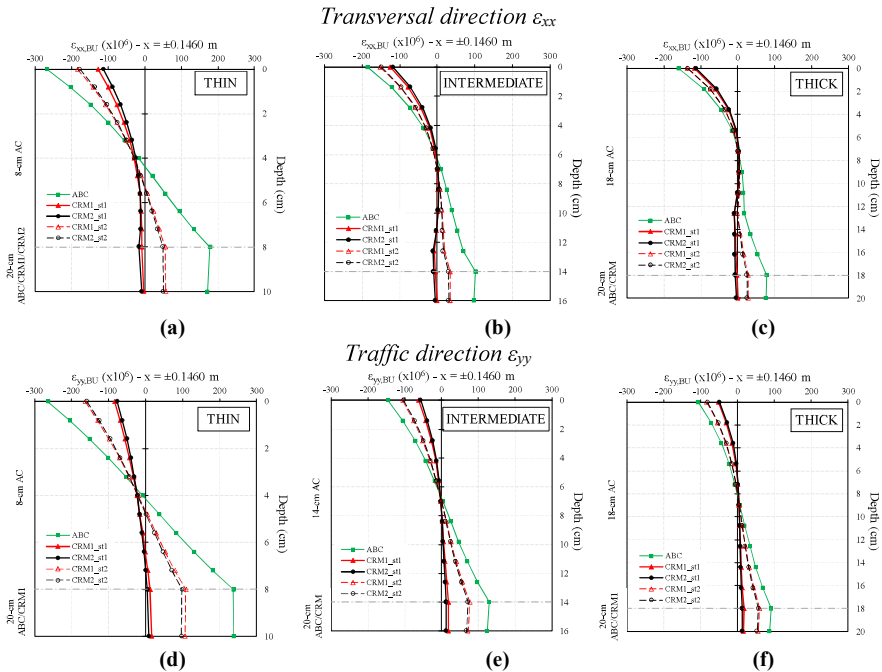 Transversal direction εxx
εxx,BU (x10⁶) - x = ±0.1460 m
-300 -200 -100 0 100 200 300
THIN
0
2
4
6
8
10
Depth (cm)
8-cm AC
20-cm
ABC/CRM1/CRM2
ABC
CRM1_st1
CRM2_st1
CRM1_st2
CRM2_st2
(a)
εxx,BU (x10⁶) - x = ±0.1460 m
-300 -200 -100 0 100 200 300
INTERMEDIATE
0
2
4
6
8
10
12
14
16
Depth (cm)
ABC
CRM1_st1
CRM2_st1
CRM1_st2
CRM2_st2
(b)
εxx,BU (x10⁶) - x = ±0.1460 m
-300 -200 -100 0 100 200 300
THICK
0
2
4
6
8
10
12
14
16
18
20
Depth (cm)
18-cm AC
20-cm
ABC/CRM
ABC
CRM1_st1
CRM2_st1
CRM1_st2
CRM2_st2
(c)
Traffic direction εyy
εyy,BU (x10⁶) - x = ±0.1460 m
-300 -200 -100 0 100 200 300
THIN
0
2
4
6
8
10
Depth (cm)
8-cm AC
20-cm
ABC/CRM1
ABC
CRM1_st1
CRM2_st1
CRM1_st2
CRM2_st2
(d)
εyy,BU (x10⁶) - x = ±0.1460 m
-300 -200 -100 0 100 200 300
INTERMEDIATE
0
2
4
6
8
10
12
14
16
Depth (cm)
14-cm AC
20-cm
ABC/CRM
ABC
CRM1_st1
CRM2_st1
CRM1_st2
CRM2_st2
(e)
εyy,BU (x10⁶) - x = ±0.1460 m
-300 -200 -100 0 100 200 300
THICK
0
2
4
6
8
10
12
14
16
18
20
Depth (cm)
18-cm AC
20-cm
ABC/CRM1
ABC
CRM1_st1
CRM2_st1
CRM1_st2
CRM2_st2
(f)